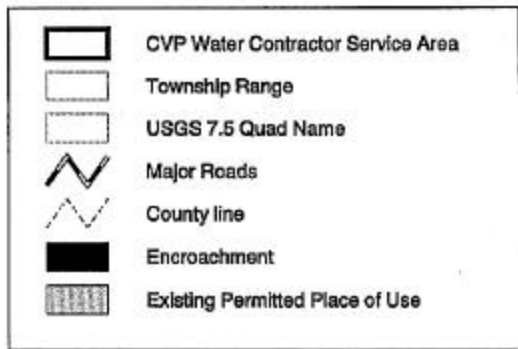 CVP Water Contractor Service Area
Township Range
USGS 7.5 Quad Name
Major Roads
County line
Encroachment
Existing Permitted Place of Use